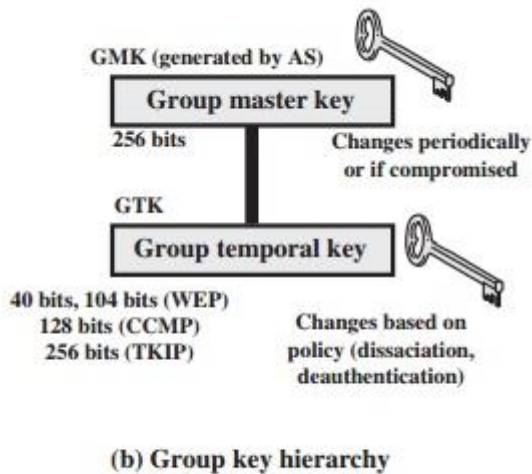 GMK (generated by AS)
Group master key
256 bits
Changes periodically
or if compromised
GTK
Group temporal key
40 bits, 104 bits (WEP)
128 bits (CCMP)
256 bits (TKIP)
Changes based on
policy (dissaciation,
deauthentication)
(b) Group key hierarchy